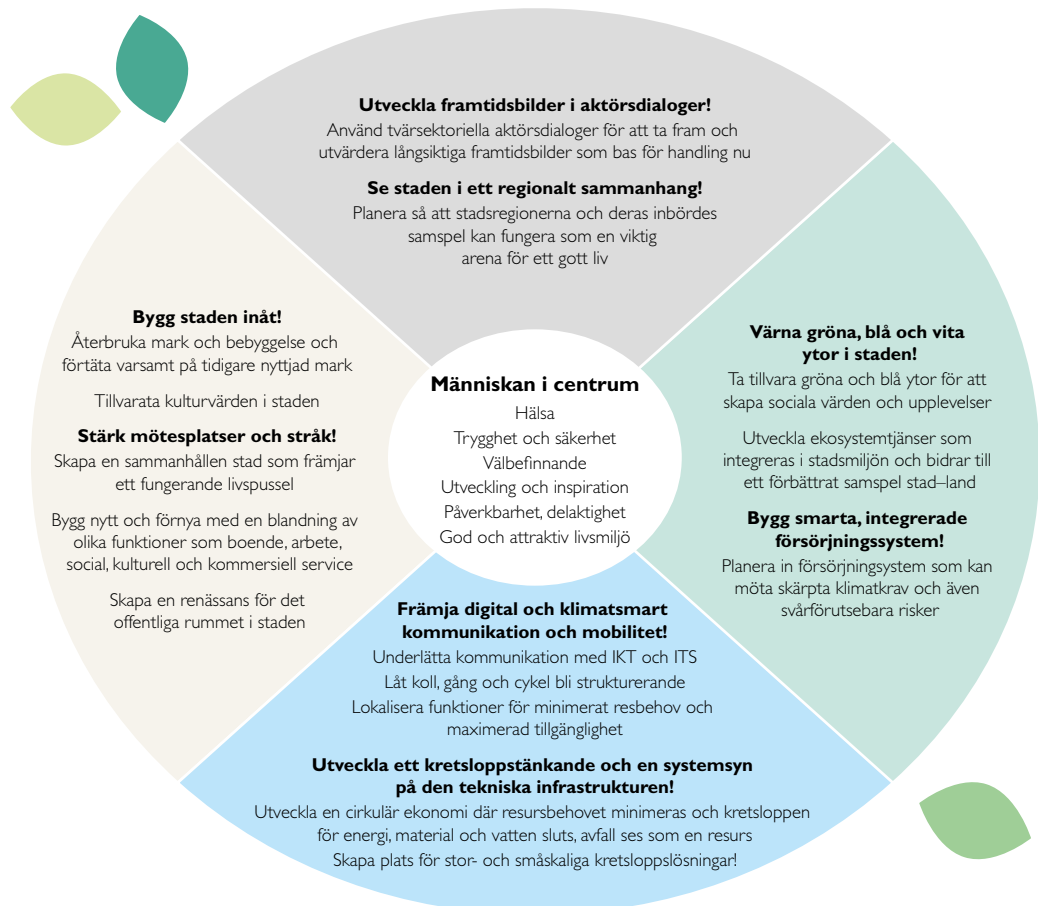 Utveckla framtidsbilder i aktörsdialoger!
Använd tvärsektoriella aktörsdialoger för att ta fram och
utvärdera långsiktiga framtidsbilder som bas för handling nu
Se staden i ett regionalt sammanhang!
Planera så att stadsregionerna och deras inbördes
samspel kan fungera som en viktig
arena för ett gott liv
Bygg staden inåt!
Återbruka mark och bebyggelse och
förtäta varsamt på tidigare nyttjad mark
Tillvarata kulturvärden i staden
Stärk mötesplatser och stråk!
Skapa en sammanhållen stad som främjar
ett fungerande livspussel
Bygg nytt och förnya med en blandning av
olika funktioner som boende, arbete,
social, kulturell och kommersiell service
Skapa en renässans för det
offentliga rummet i staden
Människan i centrum
Hälsa
Trygghet och säkerhet
Välbefinnande
Utveckling och inspiration
Påverkbarhet, delaktighet
God och attraktiv livsmiljö
Värna gröna, blå och vita
ytor i staden!
Ta tillvara gröna och blå ytor för att
skapa sociala värden och upplevelser
Utveckla ekosystemtjänser som
integreras i stadsmiljön och bidrar till
ett förbättrat samspel stad–land
Bygg smarta, integrerade
försörjningssystem!
Planera in försörjningsystem som kan
möta skärpta klimatkrav och även
svårförutsebara risker
Främja digital och klimatsmart
kommunikation och mobilitet!
Underlätta kommunikation med IKT och ITS
Låt koll, gång och cykel bli strukturerande
Lokalisera funktioner för minimerat resbehov och
maximerad tillgänglighet
Utveckla ett kretsloppstänkande och en systemsyn
på den tekniska infrastrukturen!
Utveckla en cirkulär ekonomi där resursbehovet minimeras och kretsloppen
för energi, material och vatten sluts, avfall ses som en resurs
Skapa plats för stor- och småskaliga kretsloppslösningar!